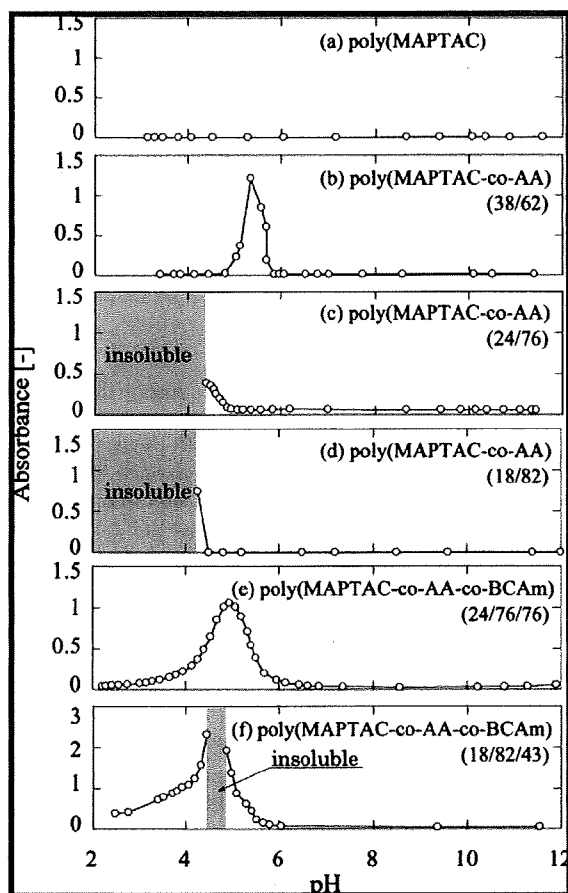 1.5
(a) poly(MAPTAC)
1
0.5
0
1.5
(b) poly(MAPTAC-co-AA)
(38/62)
1
0.5
0
1.5
(c) poly(MAPTAC-co-AA)
(24/76)
1
insoluble
0.5
0
1.5
(d) poly(MAPTAC-co-AA)
(18/82)
1
insoluble
0.5
0
1.5
(e) poly(MAPTAC-co-AA-co-BCAm)
(24/76/76)
1
0.5
0
3
(f) poly(MAPTAC-co-AA-co-BCAm)
(18/82/43)
2
insoluble
1
0
2 4 6 8 10 12
pH
Absorbance [-]